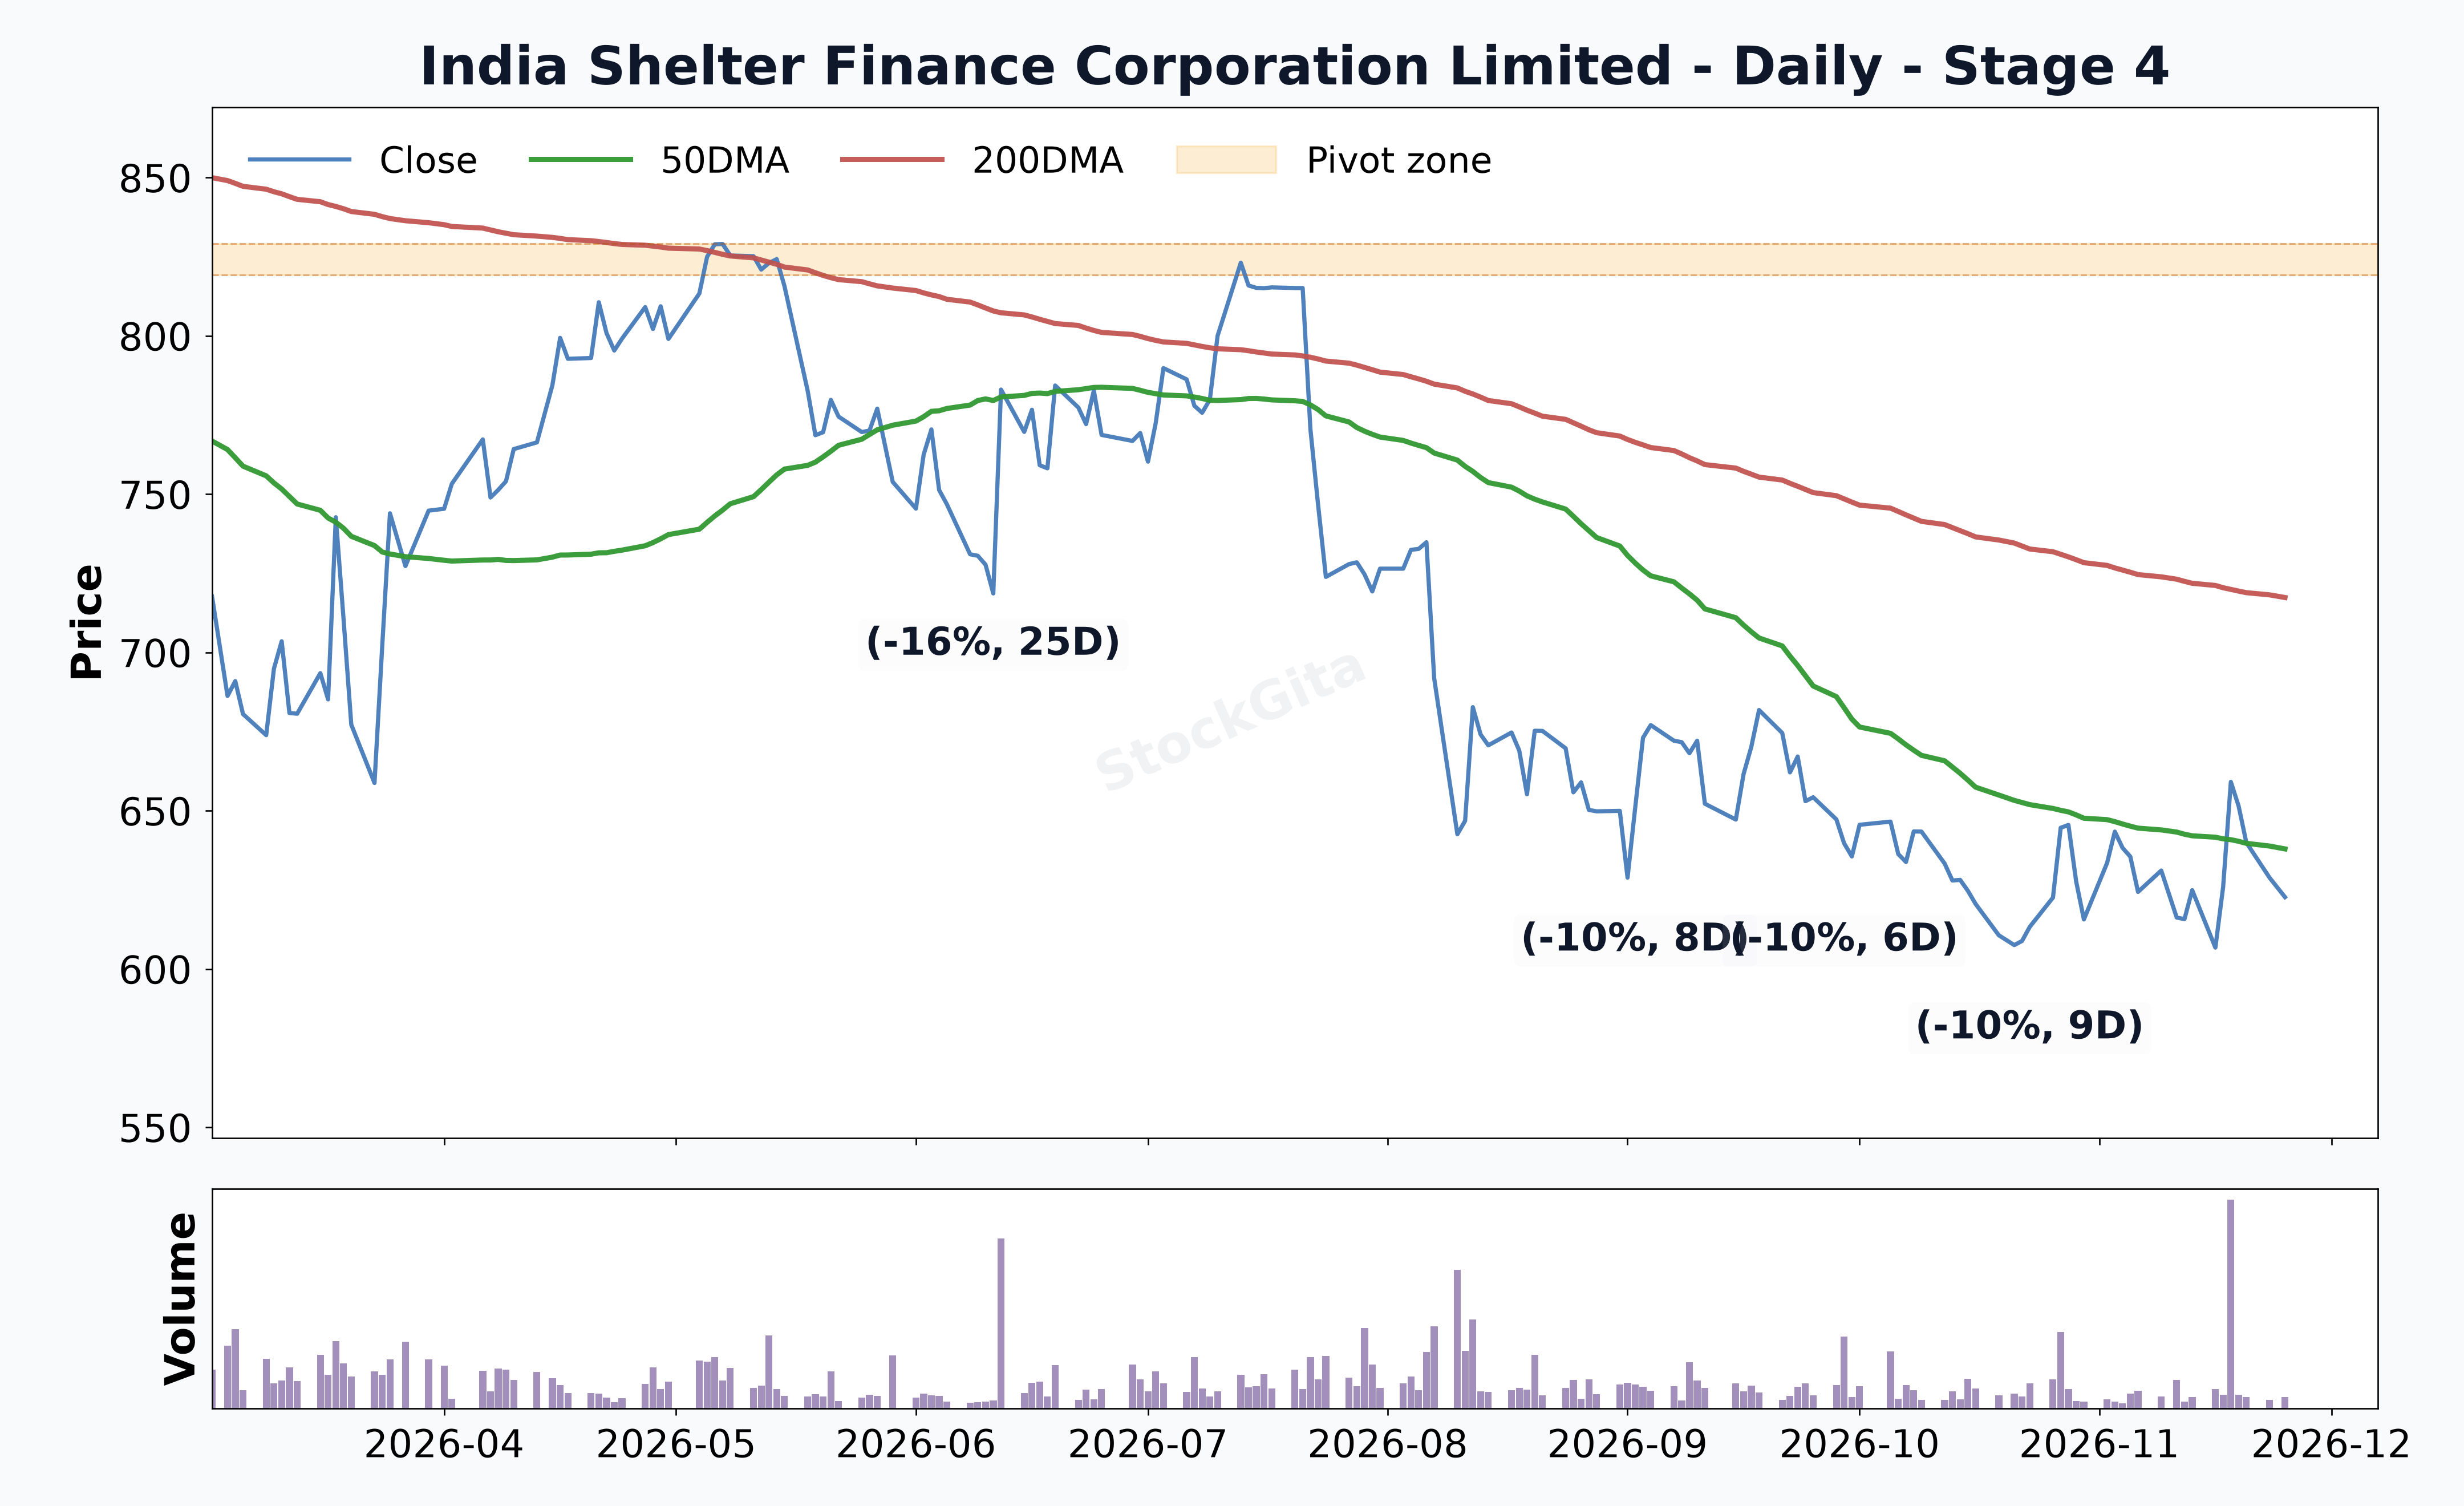 India Shelter Finance Corporation Limited - Daily - Stage 4
Close
50DMA
200DMA
Pivot zone
850
800
750
700
650
600
550
Price
(-16%, 25D)
StockGita
(-10%, 8D)
(-10%, 6D)
(-10%, 9D)
Volume
2026-04
2026-05
2026-06
2026-07
2026-08
2026-09
2026-10
2026-11
2026-12